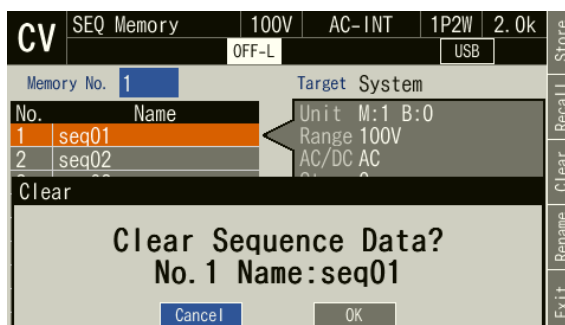 CV SEQ Memory 100V AC-INT 1P2W 2.0k
OFF-L USB
Memory No. 1 Target System
No. Name
1 seq01
2 seq02
Unit M:1 B:0
Range 100V
AC/DC AC
Clear
Clear Sequence Data?
No.1 Name:seq01
Cancel OK
Store
Recall
Clear
Rename
Exit